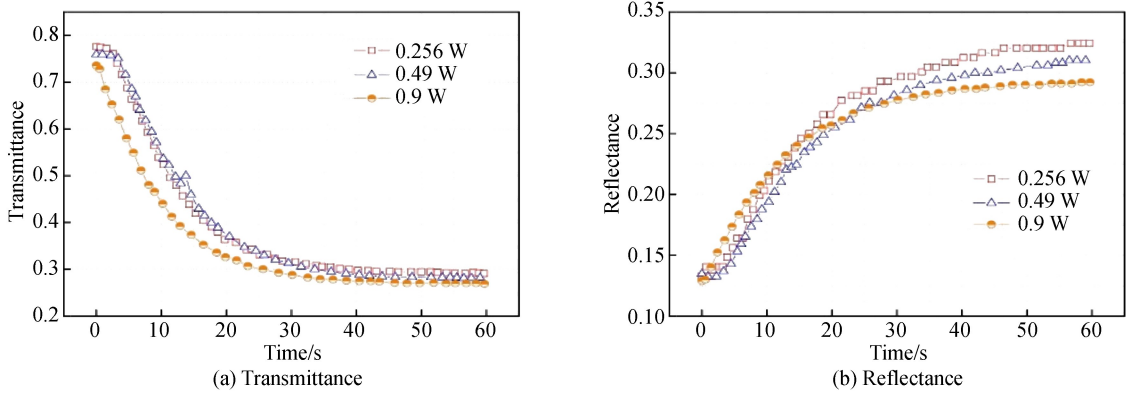 0.8
0.7
0.6
0.5
0.4
0.3
0.2
Transmittance
0.256 W
0.49 W
0.9 W
0 10 20 30 40 50 60
Time/s
(a) Transmittance
0.35
0.30
0.25
0.20
0.15
0.10
Reflectance
0.256 W
0.49 W
0.9 W
0 10 20 30 40 50 60
Time/s
(b) Reflectance